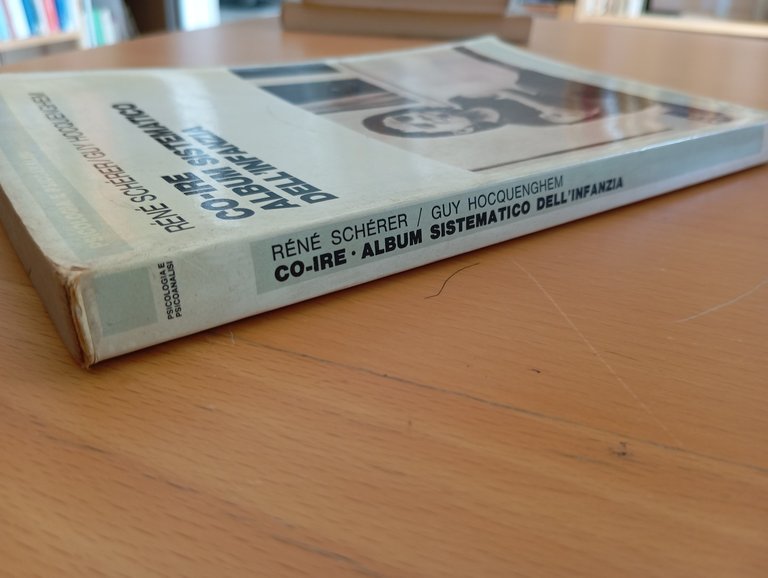 RÉNÉ SCHÉRER / GUY HOCQUENGHEM
CO-IRE
ALBUM SISTEMATICO
DELL'INFANZIA
RÉNÉ SCHÉRER / GUY HOCQUENGHEM
CO-IRE · ALBUM SISTEMATICO DELL'INFANZIA
PSICOLOGIA E
PSICOANALISI